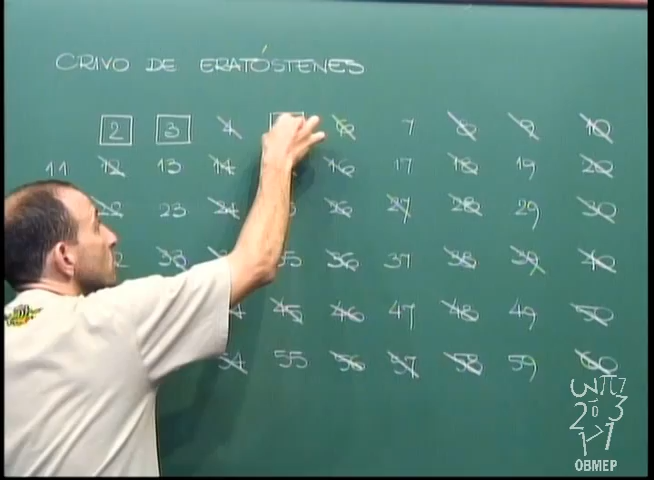 CRIVO DE ERATÓSTENES
2 3 4 6 7 8 9 10
11 12 13 14 16 17 18 19 20
23 24 26 27 28 29 30
33 35 36 37 38 39 40
45 46 47 48 49 50
54 55 56 57 58 59 60
OBMEP